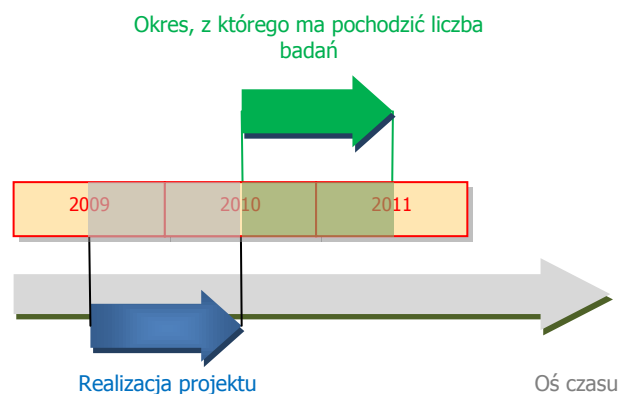 Okres, z którego ma pochodzić liczba
badań
2009 2010 2011
Realizacja projektu
Oś czasu